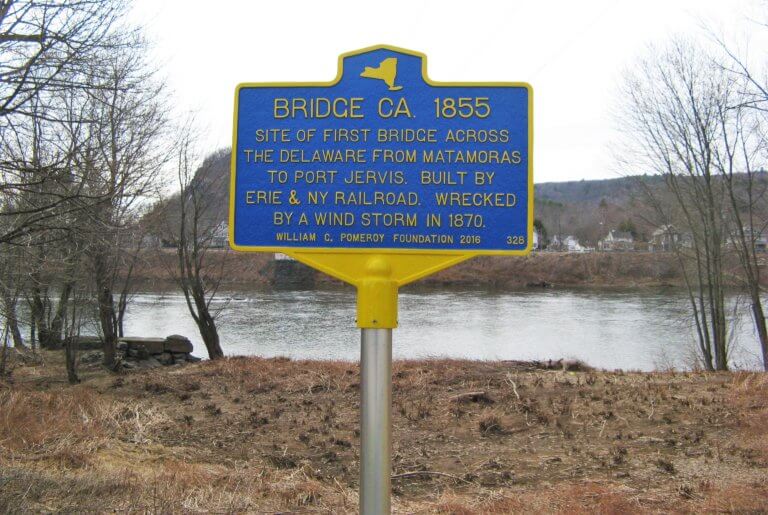 BRIDGE CA. 1855
SITE OF FIRST BRIDGE ACROSS
THE DELAWARE FROM MATAMORAS
TO PORT JERVIS. BUILT BY
ERIE & NY RAILROAD. WRECKED
BY A WIND STORM IN 1870.
WILLIAM C. POMEROY FOUNDATION 2016 328